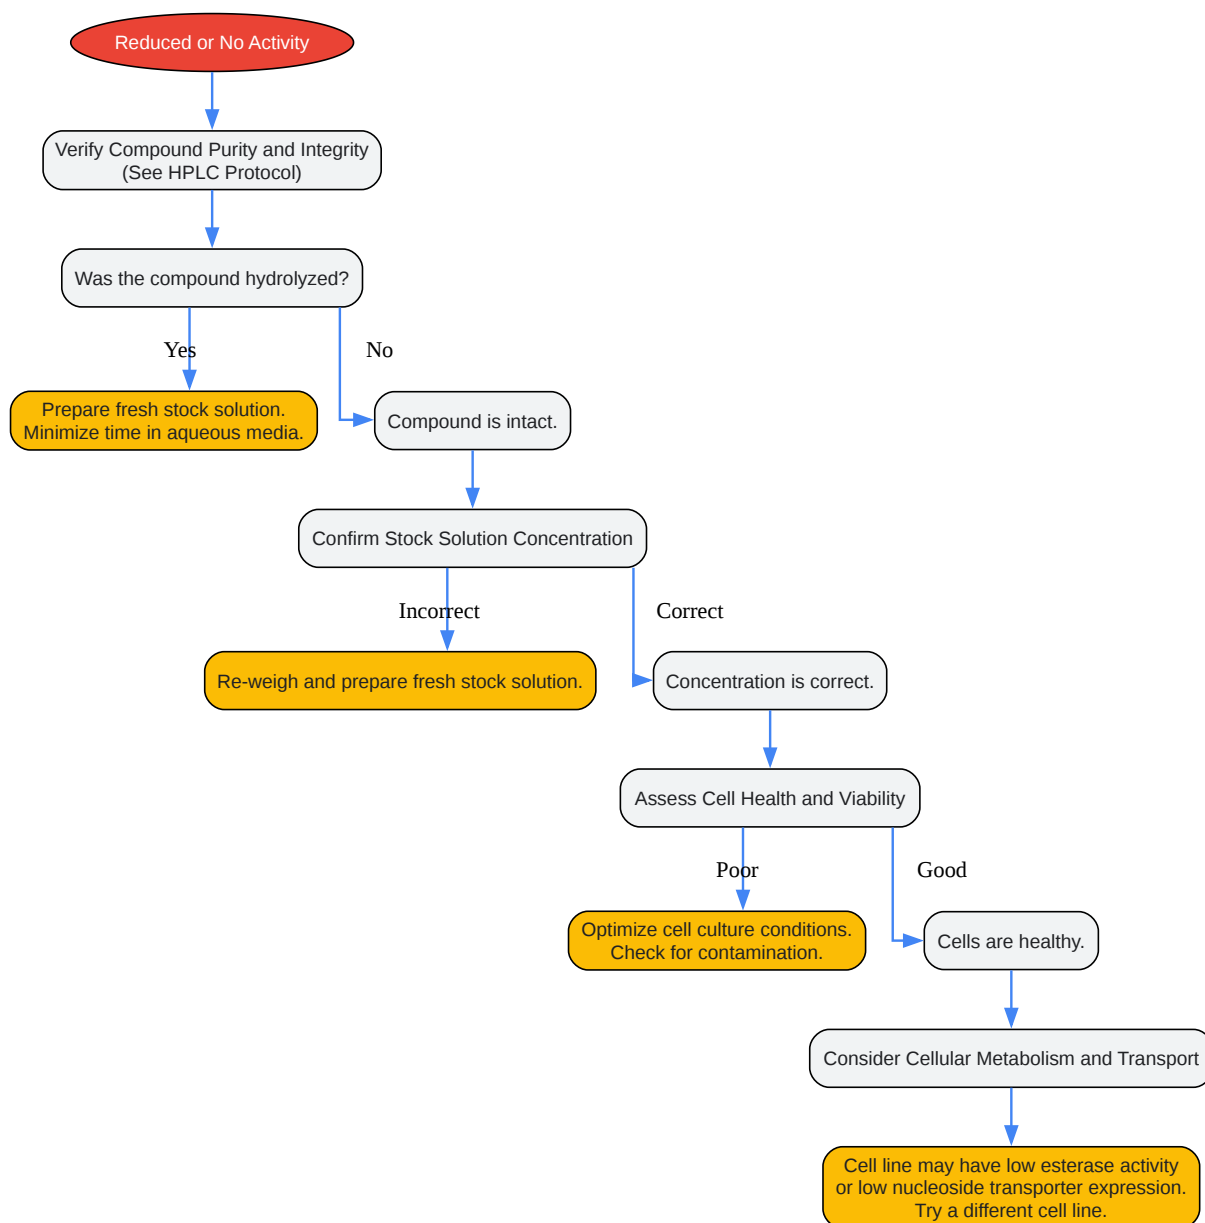 Reduced or No Activity
Verify Compound Purity and Integrity
(See HPLC Protocol)
Was the compound hydrolyzed?
Yes
No
Prepare fresh stock solution.
Minimize time in aqueous media.
Compound is intact.
Confirm Stock Solution Concentration
Incorrect
Correct
Re-weigh and prepare fresh stock solution.
Concentration is correct.
Assess Cell Health and Viability
Poor
Good
Optimize cell culture conditions.
Check for contamination.
Cells are healthy.
Consider Cellular Metabolism and Transport
Cell line may have low esterase activity
or low nucleoside transporter expression.
Try a different cell line.